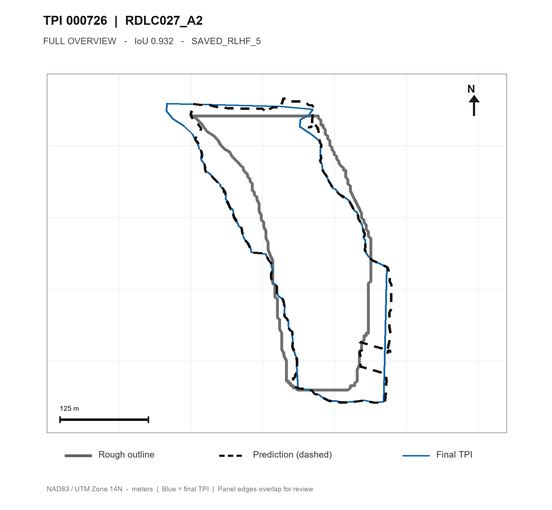 TPI 000726 | RDLC027_A2
FULL OVERVIEW - IoU 0.932 - SAVED_RLHF_5
N
125 m
Rough outline Prediction (dashed) Final TPI
NAD83 / UTM Zone 14N - meters | Blue = final TPI | Panel edges overlap for review